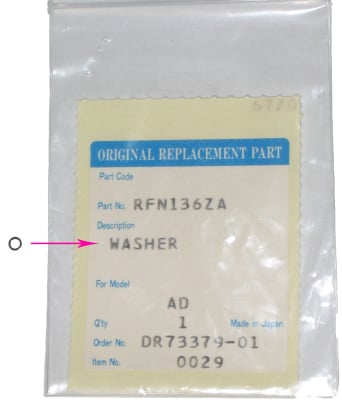 6770
ORIGINAL REPLACEMENT PART
Part Code
Part No. RFN136ZA
Description
WASHER
For Model
AD
Q'ty 1 Made in Japan
Order No. DR73379-01
Item No. 0029